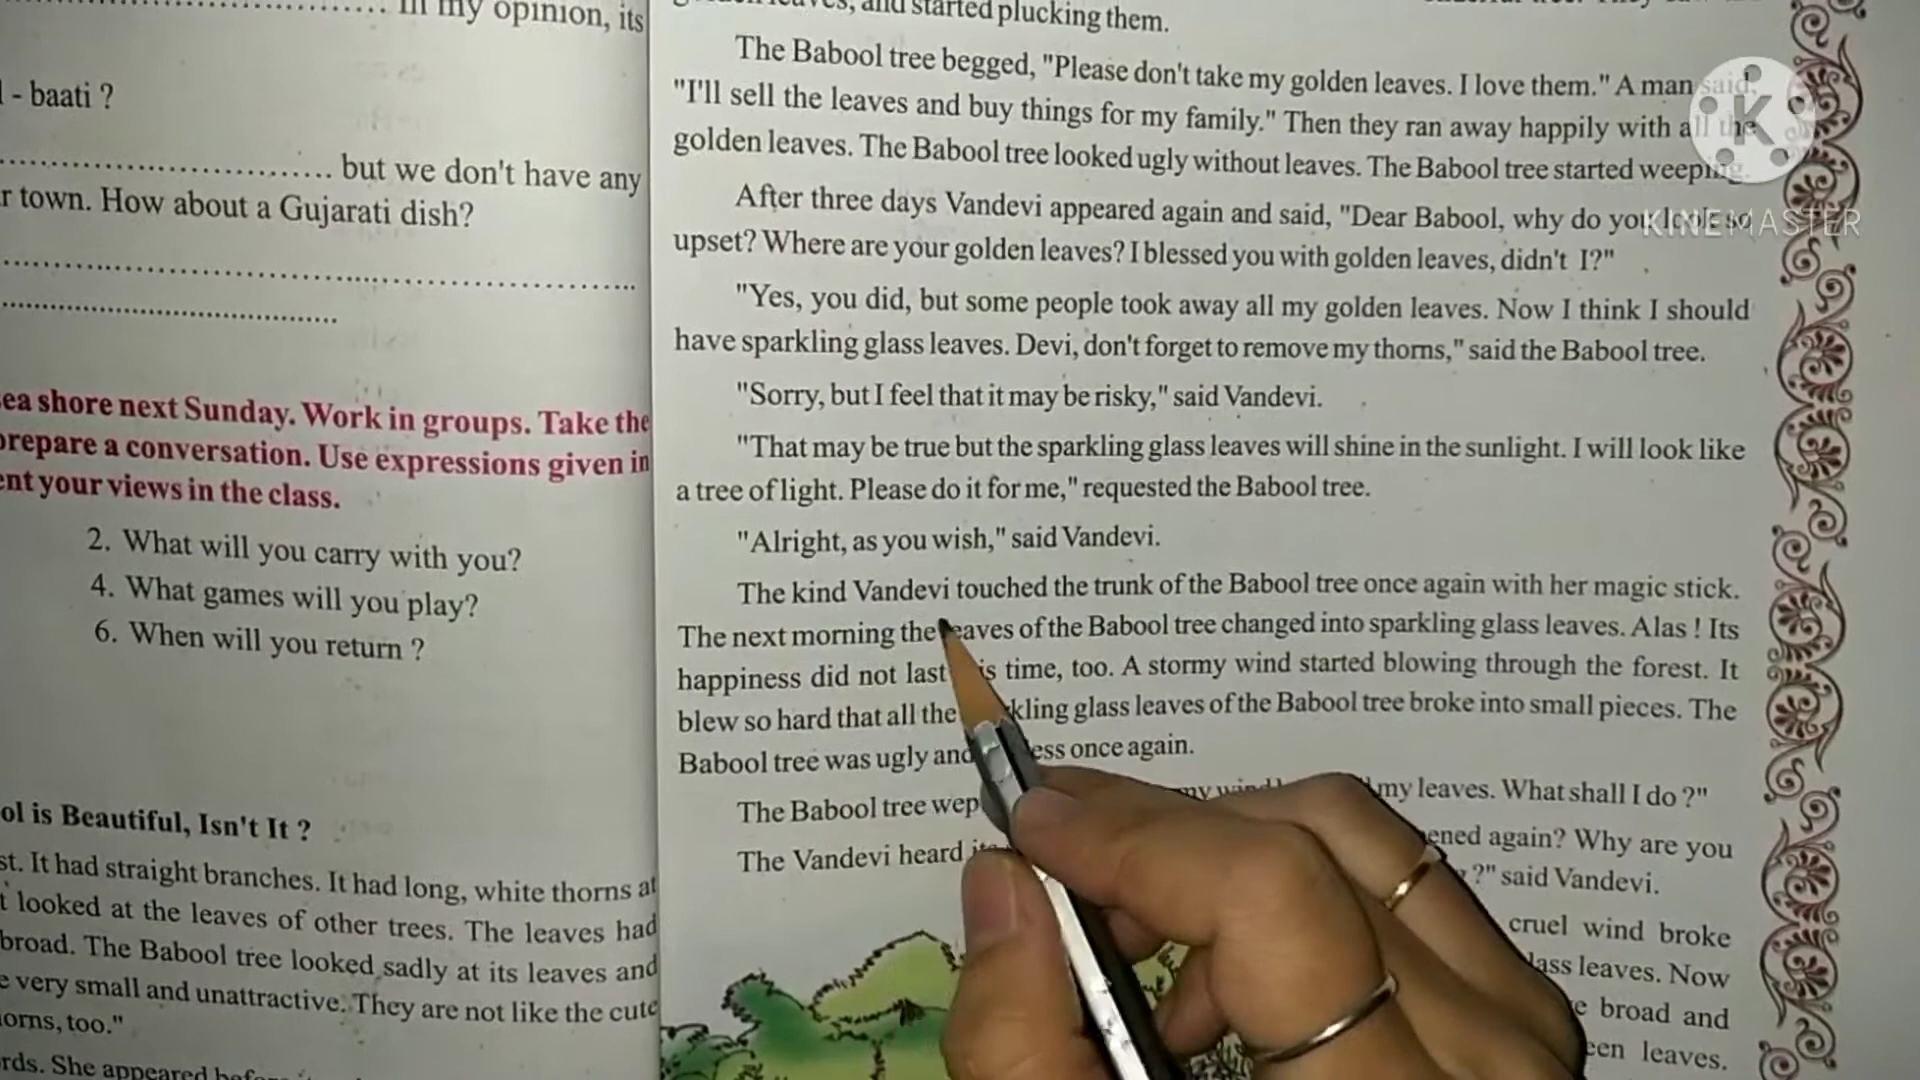 in my opinion, its
- baati ?
but we don't have any
r town. How about a Gujarati dish?
ea shore next Sunday. Work in groups. Take the
prepare a conversation. Use expressions given in
ent your views in the class.
2. What will you carry with you?
4. What games will you play?
6. When will you return ?
ol is Beautiful, Isn't It ?
st. It had straight branches. It had long, white thorns at
t looked at the leaves of other trees. The leaves had
broad. The Babool tree looked sadly at its leaves and
e very small and unattractive. They are not like the cute
orns, too."
rds. She appeared
and started plucking them.
The Babool tree begged, "Please don't take my golden leaves. I love them." A man said,
"I'll sell the leaves and buy things for my family." Then they ran away happily with all the
golden leaves. The Babool tree looked ugly without leaves. The Babool tree started weeping.
After three days Vandevi appeared again and said, "Dear Babool, why do you look so
upset? Where are your golden leaves? I blessed you with golden leaves, didn't I?"
"Yes, you did, but some people took away all my golden leaves. Now I think I should
have sparkling glass leaves. Devi, don't forget to remove my thorns," said the Babool tree.
"Sorry, but I feel that it may be risky," said Vandevi.
"That may be true but the sparkling glass leaves will shine in the sunlight. I will look like
a tree of light. Please do it for me," requested the Babool tree.
"Alright, as you wish," said Vandevi.
The kind Vandevi touched the trunk of the Babool tree once again with her magic stick.
The next morning the leaves of the Babool tree changed into sparkling glass leaves. Alas ! Its
happiness did not last is time, too. A stormy wind started blowing through the forest. It
blew so hard that all the kling glass leaves of the Babool tree broke into small pieces. The
Babool tree was ugly and ess once again.
The Babool tree wep my wind my leaves. What shall I do ?"
The Vandevi heard ened again? Why are you
?" said Vandevi.
cruel wind broke
lass leaves. Now
e broad and
een leaves.
K
KINEMASTER